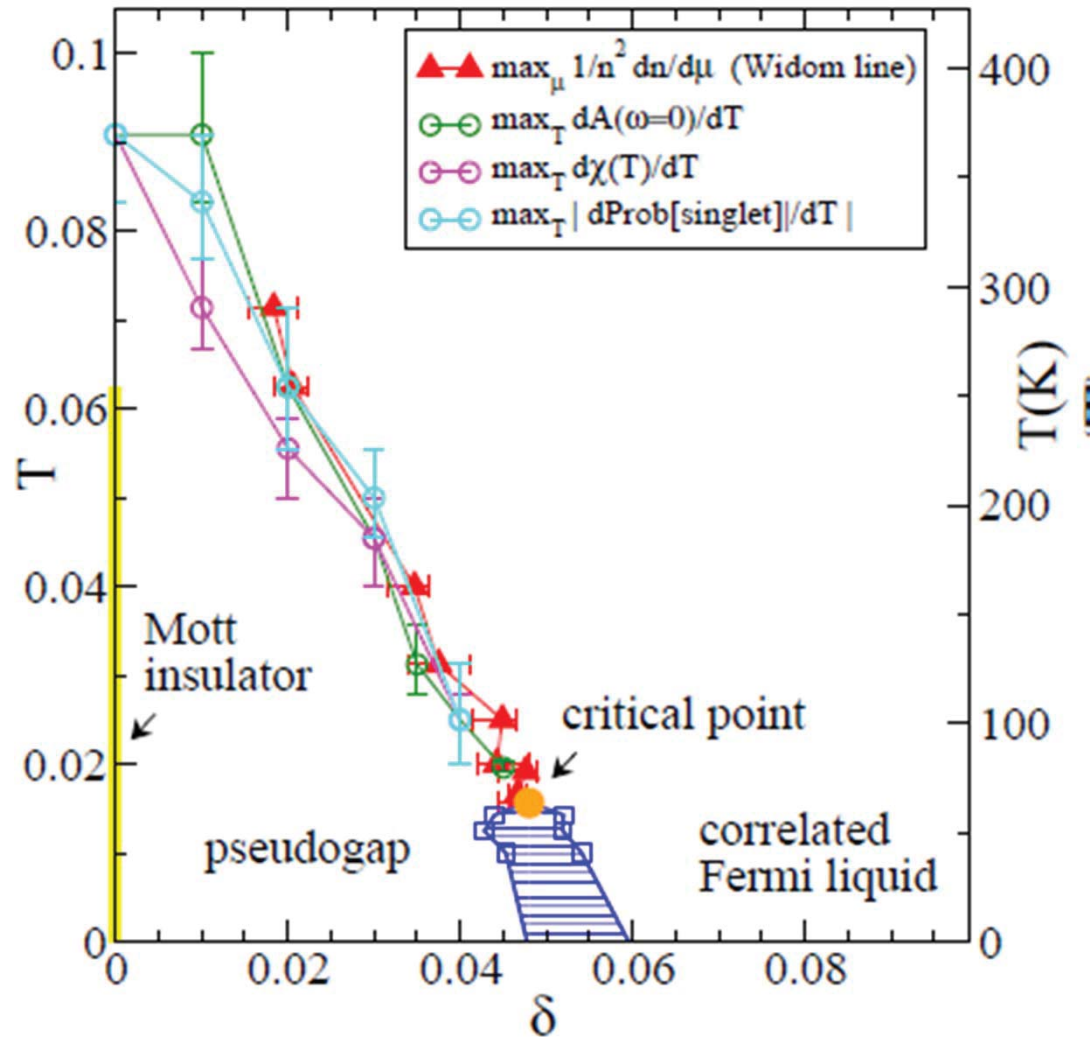 0.1
0.08
0.06
0.04
0.02
0
T
400
300
200
100
0
T(K)
max_μ 1/n² dn/dμ (Widom line)
max_T dA(ω=0)/dT
max_T dχ(T)/dT
max_T | dProb[singlet]|/dT |
Mott
insulator
critical point
pseudogap
correlated
Fermi liquid
0 0.02 0.04 0.06 0.08
δ